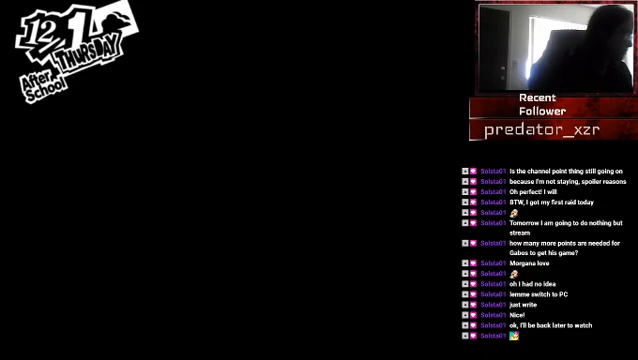 12/1
THURSDAY
After
School
Recent
Follower
predator_xzr
Solsta01 Is the channel point thing still going on
Solsta01 because I'm not staying, spoiler reasons
Solsta01 Oh perfect! I will
Solsta01 BTW, I got my first raid today
Solsta01
Solsta01 Tomorrow I am going to do nothing but
stream
Solsta01 how many more points are needed for
Gabos to get his game?
Solsta01 Morgana love
Solsta01
Solsta01 oh I had no idea
Solsta01 lemme switch to PC
Solsta01 just write
Solsta01 Nice!
Solsta01 ok, I'll be back later to watch
Solsta01